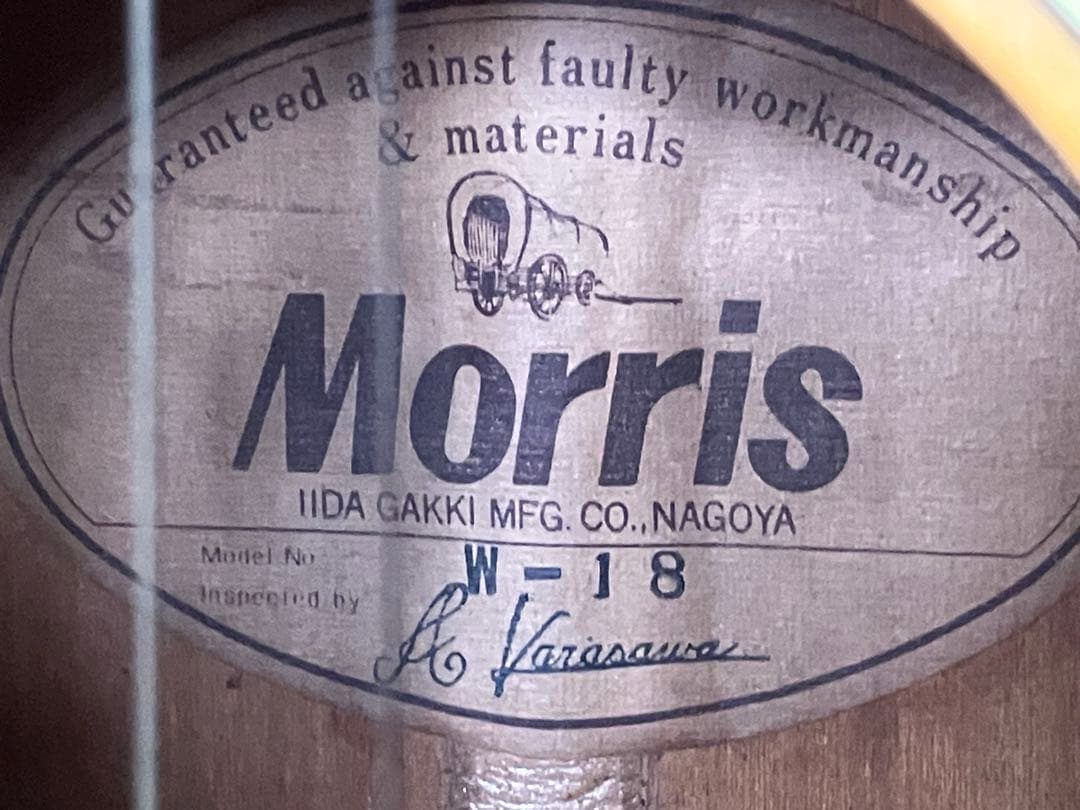 Guaranteed against faulty workmanship
& materials
Morris
IIDA GAKKI MFG. CO., NAGOYA
Model No W-18
Inspected by